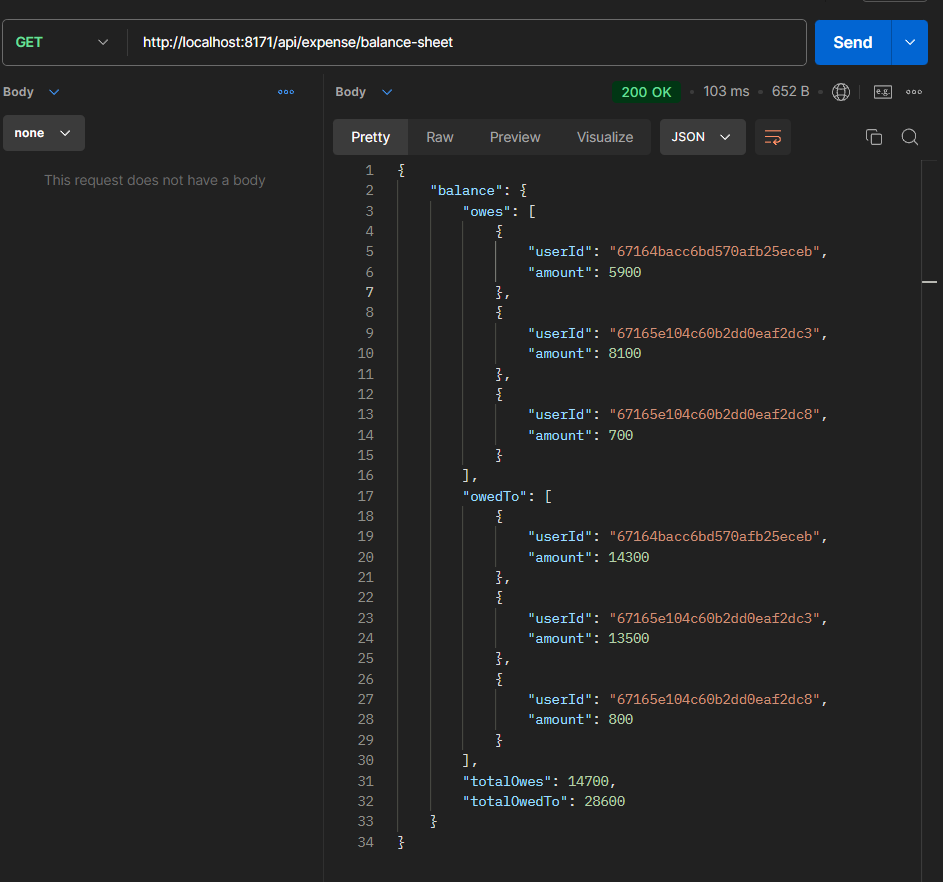 GET http://localhost:8171/api/expense/balance-sheet Send
Body
none
This request does not have a body
Body 200 OK 103 ms 652 B e.g.
Pretty Raw Preview Visualize JSON
1 {
2 "balance": {
3 "owes": [
4 {
5 "userId": "67164bacc6bd570afb25eceb",
6 "amount": 5900
7 },
8 {
9 "userId": "67165e104c60b2dd0eaf2dc3",
10 "amount": 8100
11 },
12 {
13 "userId": "67165e104c60b2dd0eaf2dc8",
14 "amount": 700
15 }
16 ],
17 "owedTo": [
18 {
19 "userId": "67164bacc6bd570afb25eceb",
20 "amount": 14300
21 },
22 {
23 "userId": "67165e104c60b2dd0eaf2dc3",
24 "amount": 13500
25 },
26 {
27 "userId": "67165e104c60b2dd0eaf2dc8",
28 "amount": 800
29 }
30 ],
31 "totalOwes": 14700,
32 "totalOwedTo": 28600
33 }
34 }